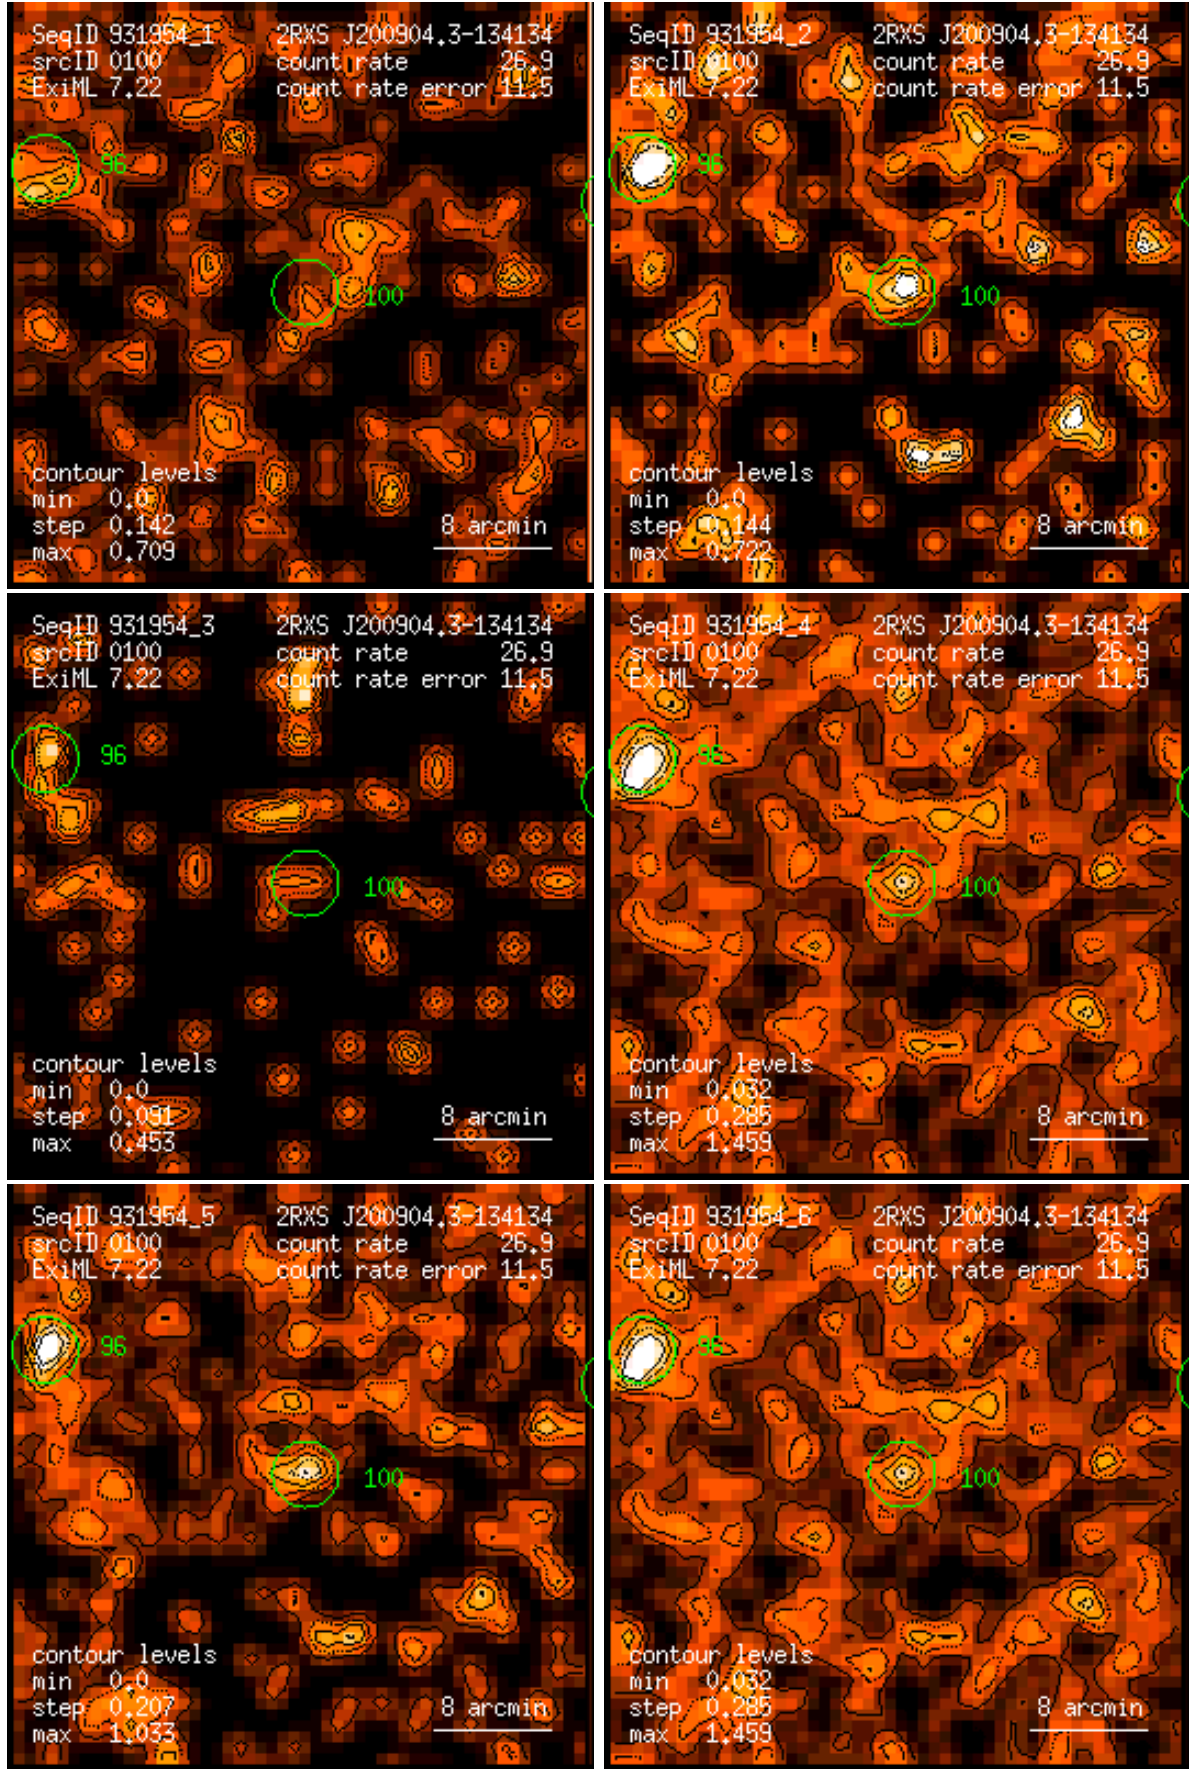 SeqID 931954_1 2RXS J200904.3-134134
srcID 0100 count rate 26.9
ExiML 7.22 count rate error 11.5
96
100
contour levels
min 0.0
step 0.142 8 arcmin
max 0.709
SeqID 931954_2 2RXS J200904.3-134134
srcID 0100 count rate 26.9
ExiML 7.22 count rate error 11.5
96
100
contour levels
min 0.0
step 0.144 8 arcmin
max 0.722
SeqID 931954_3 2RXS J200904.3-134134
srcID 0100 count rate 26.9
ExiML 7.22 count rate error 11.5
96
100
contour levels
min 0.0
step 0.091 8 arcmin
max 0.453
SeqID 931954_4 2RXS J200904.3-134134
srcID 0100 count rate 26.9
ExiML 7.22 count rate error 11.5
96
100
contour levels
min 0.032
step 0.285 8 arcmin
max 1.459
SeqID 931954_5 2RXS J200904.3-134134
srcID 0100 count rate 26.9
ExiML 7.22 count rate error 11.5
96
100
contour levels
min 0.0
step 0.207 8 arcmin
max 1.033
SeqID 931954_6 2RXS J200904.3-134134
srcID 0100 count rate 26.9
ExiML 7.22 count rate error 11.5
96
100
contour levels
min 0.032
step 0.285 8 arcmin
max 1.459